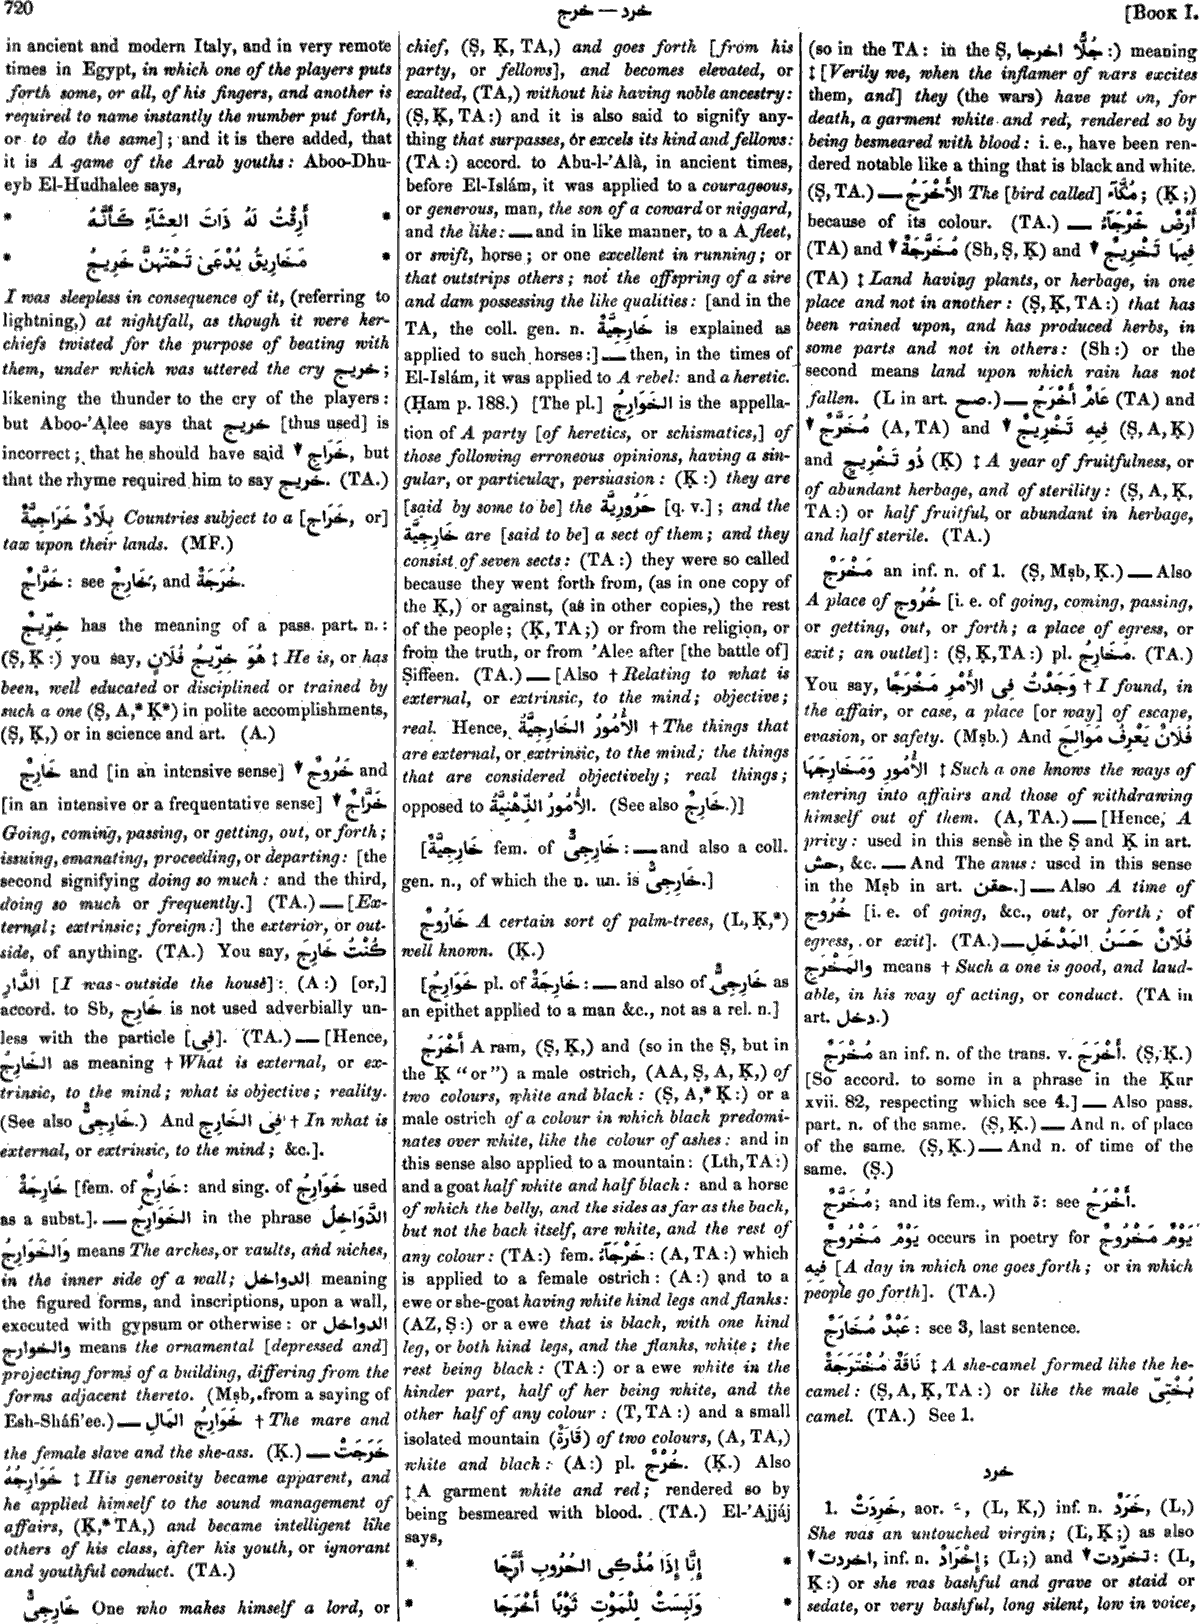 720
خرد — خرج
[Book I.
in ancient and modern Italy, and in very remote
times in Egypt, in which one of the players puts
forth some, or all, of his fingers, and another is
required to name instantly the number put forth,
or to do the same]; and it is there added, that
it is A game of the Arab youths: Aboo-Dhu-
eyb El-Hudhalee says,
* أَرِقْتُ لَهُ ذَاتَ العِشَآءِ كَأَنَّهُ *
* مَخَارِيقُ يُدْعَى تَحْتَهُنَّ خَرِيجُ *
I was sleepless in consequence of it, (referring to
lightning,) at nightfall, as though it were ker-
chiefs twisted for the purpose of beating with
them, under which was uttered the cry خريج;
likening the thunder to the cry of the players:
but Aboo-'Alee says that خريج [thus used] is
incorrect; that he should have said ▼ خَرَاجِ, but
that the rhyme required him to say خريج. (TA.)
بِلَادٌ خَرَاجِيَّةٌ Countries subject to a [خَرَاج, or]
tax upon their lands. (MF.)
خَرَّاجٌ: see خَارِجٌ, and خُرَجَةٌ.
خِرِّيجٌ has the meaning of a pass. part. n.:
(Ṣ, Ḳ:) you say, هُوَ خِرِّيجُ فُلَانٍ ‡ He is, or has
been, well educated or disciplined or trained by
such a one (Ṣ, A,* Ḳ*) in polite accomplishments,
(Ṣ, Ḳ,) or in science and art. (A.)
خَارِجٌ and [in an intensive sense] ▼ خَرُوجٌ and
[in an intensive or a frequentative sense] ▼ خَرَّاجٌ
Going, coming, passing, or getting, out, or forth;
issuing, emanating, proceeding, or departing: [the
second signifying doing so much: and the third,
doing so much or frequently.] (TA.) — [Ex-
ternal; extrinsic; foreign:] the exterior, or out-
side, of anything. (TA.) You say, كُنْتُ خَارِجَ
الدَّارِ [I was outside the house]: (A:) [or,]
accord. to Sb, خَارِج is not used adverbially un-
less with the particle [فِى]. (TA.) — [Hence,
الخَارِجُ as meaning † What is external, or ex-
trinsic, to the mind; what is objective; reality.
(See also خَارِجِىٌّ.) And فِى الخَارِجِ † In what is
external, or extrinsic, to the mind; &c.].
خَارِجَةٌ [fem. of خَارِجٌ: and sing. of خَوَارِجُ used
as a subst.]. — الخَوَارِجُ in the phrase الدَّوَاخِلُ
وَالخَوَارِجُ means The arches, or vaults, and niches,
in the inner side of a wall; الدواخل meaning
the figured forms, and inscriptions, upon a wall,
executed with gypsum or otherwise: or الدواخل
والخوارج means the ornamental [depressed and]
projecting forms of a building, differing from the
forms adjacent thereto. (Mṣb, from a saying of
Esh-Sháfi'ee.) — خَوَارِجُ المَالِ † The mare and
the female slave and the she-ass. (Ḳ.) — خَرَجَتْ
خَوَارِجُهُ ‡ His generosity became apparent, and
he applied himself to the sound management of
affairs, (Ḳ,* TA,) and became intelligent like
others of his class, after his youth, or ignorant
and youthful conduct. (TA.)
خَارِجِىٌّ One who makes himself a lord, or
chief, (Ṣ, Ḳ, TA,) and goes forth [from his
party, or fellows], and becomes elevated, or
exalted, (TA,) without his having noble ancestry:
(Ṣ, Ḳ, TA:) and it is also said to signify any-
thing that surpasses, or excels its kind and fellows:
(TA:) accord. to Abu-l-'Alà, in ancient times,
before El-Islám, it was applied to a courageous,
or generous, man, the son of a coward or niggard,
and the like: — and in like manner, to a A fleet,
or swift, horse; or one excellent in running; or
that outstrips others; not the offspring of a sire
and dam possessing the like qualities: [and in the
TA, the coll. gen. n. خَارِجِيَّةٌ is explained as
applied to such horses:] — then, in the times of
El-Islám, it was applied to A rebel: and a heretic.
(Ḥam p. 188.) [The pl.] الخَوَارِجُ is the appella-
tion of A party [of heretics, or schismatics,] of
those following erroneous opinions, having a sin-
gular, or particular, persuasion: (Ḳ:) they are
[said by some to be] the حَرُورِيَّة [q. v.]; and the
خَارِجِيَّة are [said to be] a sect of them; and they
consist of seven sects: (TA:) they were so called
because they went forth from, (as in one copy of
the Ḳ,) or against, (as in other copies,) the rest
of the people; (Ḳ, TA;) or from the religion, or
from the truth, or from 'Alee after [the battle of]
Ṣiffeen. (TA.) — [Also † Relating to what is
external, or extrinsic, to the mind; objective;
real. Hence, الأُمُورُ الخَارِجِيَّةُ † The things that
are external, or extrinsic, to the mind; the things
that are considered objectively; real things;
opposed to الأُمُورُ الذِّهْنِيَّةُ. (See also خَارِجٌ.)]
[خَارِجِيَّةٌ fem. of خَارِجِىٌّ: — and also a coll.
gen. n., of which the n. un. is خَارِجِىٌّ.]
خَارُوجٌ A certain sort of palm-trees, (L, Ḳ,*)
well known. (Ḳ.)
[خَوَارِجُ pl. of خَارِجَةٌ: — and also of خَارِجِىٌّ as
an epithet applied to a man &c., not as a rel. n.]
أَخْرَجُ A ram, (Ṣ, Ḳ,) and (so in the Ṣ, but in
the Ḳ "or") a male ostrich, (AA, Ṣ, A, Ḳ,) of
two colours, white and black: (Ṣ, A,* Ḳ:) or a
male ostrich of a colour in which black predomi-
nates over white, like the colour of ashes: and in
this sense also applied to a mountain: (Lth, TA:)
and a goat half white and half black: and a horse
of which the belly, and the sides as far as the back,
but not the back itself, are white, and the rest of
any colour: (TA:) fem. خَرْجَآءُ: (A, TA:) which
is applied to a female ostrich: (A:) and to a
ewe or she-goat having white hind legs and flanks:
(AZ, Ṣ:) or a ewe that is black, with one hind
leg, or both hind legs, and the flanks, white; the
rest being black: (TA:) or a ewe white in the
hinder part, half of her being white, and the
other half of any colour: (T, TA:) and a small
isolated mountain (قَارَةٌ) of two colours, (A, TA,)
white and black: (A:) pl. خُرْجٌ. (Ḳ.) Also
‡ A garment white and red; rendered so by
being besmeared with blood. (TA.) El-'Ajjáj
says,
* إِنَّا إِذَا مُذْكِى الحُرُوبِ أَرَّجَا *
* وَلَبِسَتْ لِلْمَوْتِ ثَوْبًا أَخْرَجَا *
(so in the TA: in the Ṣ, جُلًّا اخرجا:) meaning
‡ [Verily we, when the inflamer of wars excites
them, and] they (the wars) have put on, for
death, a garment white and red, rendered so by
being besmeared with blood: i. e., have been ren-
dered notable like a thing that is black and white.
(Ṣ, TA.) — الأَخْرَجُ The [bird called] مُكَّآء; (Ḳ;)
because of its colour. (TA.) — أَرْضٌ خَرْجَآءُ
(TA) and ▼ مُخَرَّجَةٌ (Sh, Ṣ, Ḳ) and ▼ فِيهَا تَخْرِيجٌ
(TA) ‡ Land having plants, or herbage, in one
place and not in another: (Ṣ, Ḳ, TA:) that has
been rained upon, and has produced herbs, in
some parts and not in others: (Sh:) or the
second means land upon which rain has not
fallen. (L in art. صح.) — عَامٌ أَخْرَجُ (TA) and
▼ مُخَرَّجٌ (A, TA) and ▼ فِيهِ تَخْرِيجٌ (Ṣ, A, Ḳ)
and ذُو تَخْرِيجٍ (Ḳ) ‡ A year of fruitfulness, or
of abundant herbage, and of sterility: (Ṣ, A, Ḳ,
TA:) or half fruitful, or abundant in herbage,
and half sterile. (TA.)
مَخْرَجٌ an inf. n. of 1. (Ṣ, Mṣb, Ḳ.) — Also
A place of خُرُوج [i. e. of going, coming, passing,
or getting, out, or forth; a place of egress, or
exit; an outlet]: (Ṣ, Ḳ, TA:) pl. مَخَارِجُ. (TA.)
You say, وَجَدْتُ فِى الأَمْرِ مَخْرَجًا † I found, in
the affair, or case, a place [or way] of escape,
evasion, or safety. (Mṣb.) And فُلَانٌ يَعْرِفُ مَوَالِجَ
الأُمُورِ وَمَخَارِجَهَا ‡ Such a one knows the ways of
entering into affairs and those of withdrawing
himself out of them. (A, TA.) — [Hence, A
privy: used in this sense in the Ṣ and Ḳ in art.
حش, &c. — And The anus: used in this sense
in the Mṣb in art. حقن.] — Also A time of
خُرُوج [i. e. of going, &c., out, or forth; of
egress, or exit]. (TA.) — فُلَانٌ حَسَنُ المَدْخَلِ
والمَخْرَجِ means † Such a one is good, and laud-
able, in his way of acting, or conduct. (TA in
art. دخل.)
مُخْرَجٌ an inf. n. of the trans. v. أَخْرَجَ. (Ṣ, Ḳ.)
[So accord. to some in a phrase in the Ḳur
xvii. 82, respecting which see 4.] — Also pass.
part. n. of the same. (Ṣ, Ḳ.) — And n. of place
of the same. (Ṣ, Ḳ.) — And n. of time of the
same. (Ṣ.)
مُخَرَّجٌ; and its fem., with ة: see أَخْرَجُ.
يَوْمٌ مَخْرُوجٌ occurs in poetry for يَوْمٌ مَخْرُوجٌ
فِيهِ [A day in which one goes forth; or in which
people go forth]. (TA.)
عَبْدٌ مُخَارَجٌ: see 3, last sentence.
نَاقَةٌ مُخْتَرَجَةٌ ‡ A she-camel formed like the he-
camel: (Ṣ, A, Ḳ, TA:) or like the male بُخْتِىّ
camel. (TA.) See 1.
خرد
1. خَرِدَتْ, aor. ـَ, (L, K,) inf. n. خَرَدٌ, (L,)
She was an untouched virgin; (L, Ḳ;) as also
▼ اخردت, inf. n. إِخْرَادٌ; (L;) and ▼ تخرّدت: (L,
Ḳ:) or she was bashful and grave or staid or
sedate, or very bashful, long silent, low in voice,